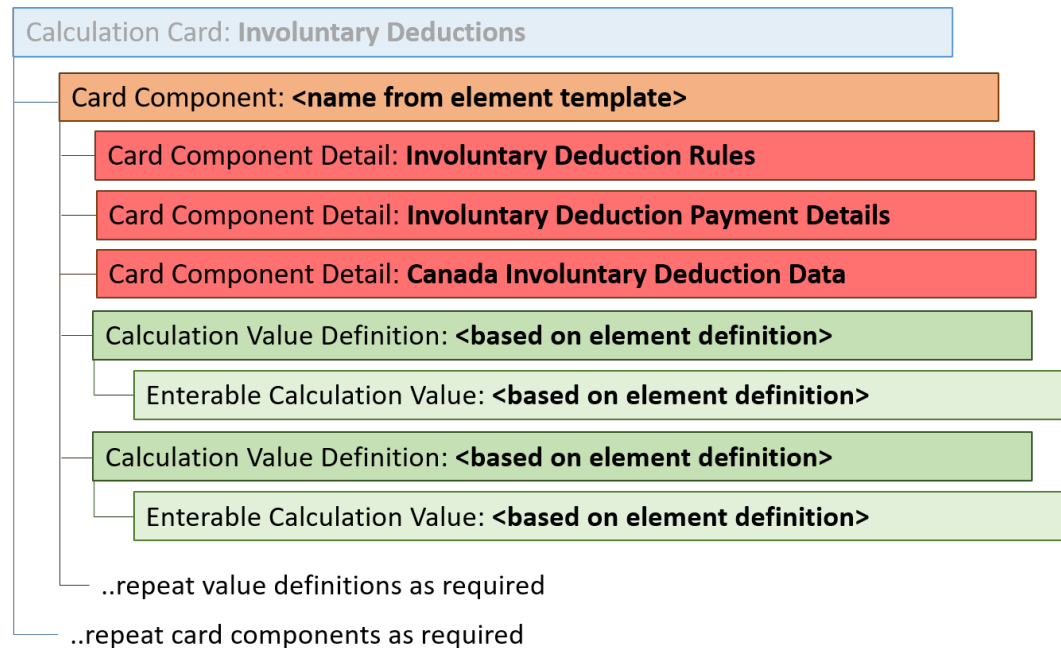 Calculation Card: Involuntary Deductions
Card Component: <name from element template>
Card Component Detail: Involuntary Deduction Rules
Card Component Detail: Involuntary Deduction Payment Details
Card Component Detail: Canada Involuntary Deduction Data
Calculation Value Definition: <based on element definition>
Enterable Calculation Value: <based on element definition>
Calculation Value Definition: <based on element definition>
Enterable Calculation Value: <based on element definition>
..repeat value definitions as required
..repeat card components as required